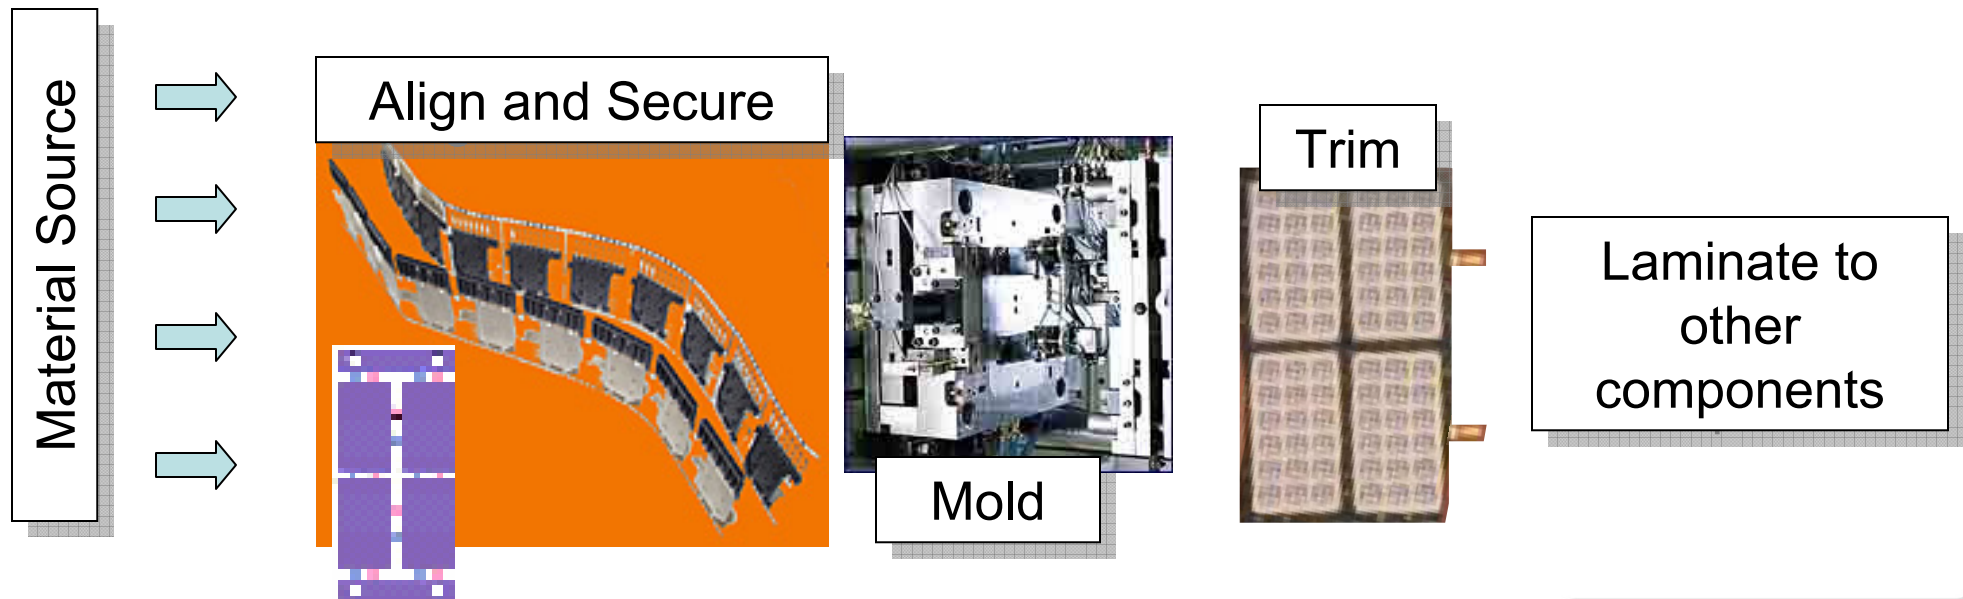 Material Source
Align and Secure
Mold
Trim
Laminate to
other
components